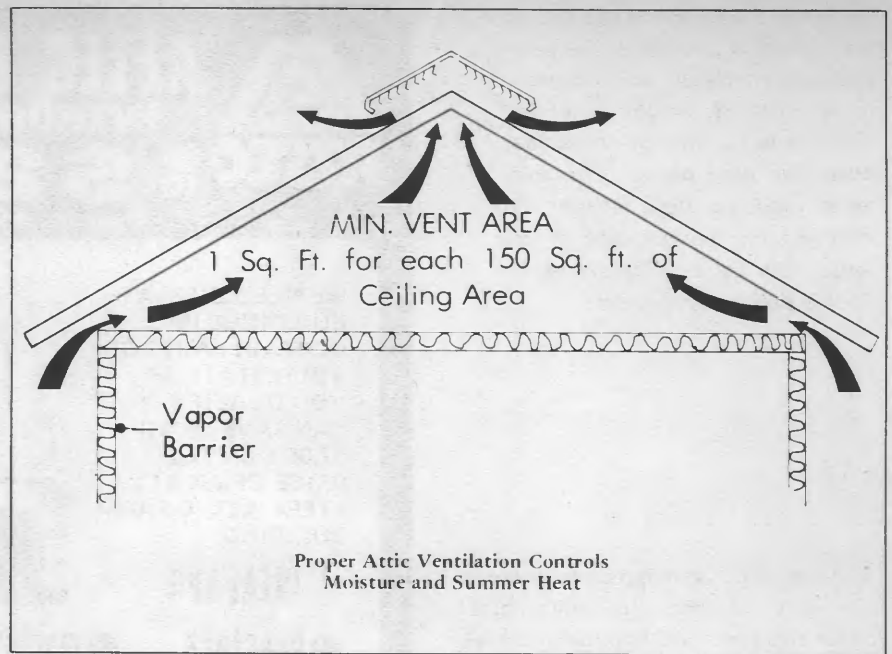 MIN. VENT AREA
1 Sq. Ft. for each 150 Sq. ft. of
Ceiling Area
Vapor
Barrier
Proper Attic Ventilation Controls
Moisture and Summer Heat